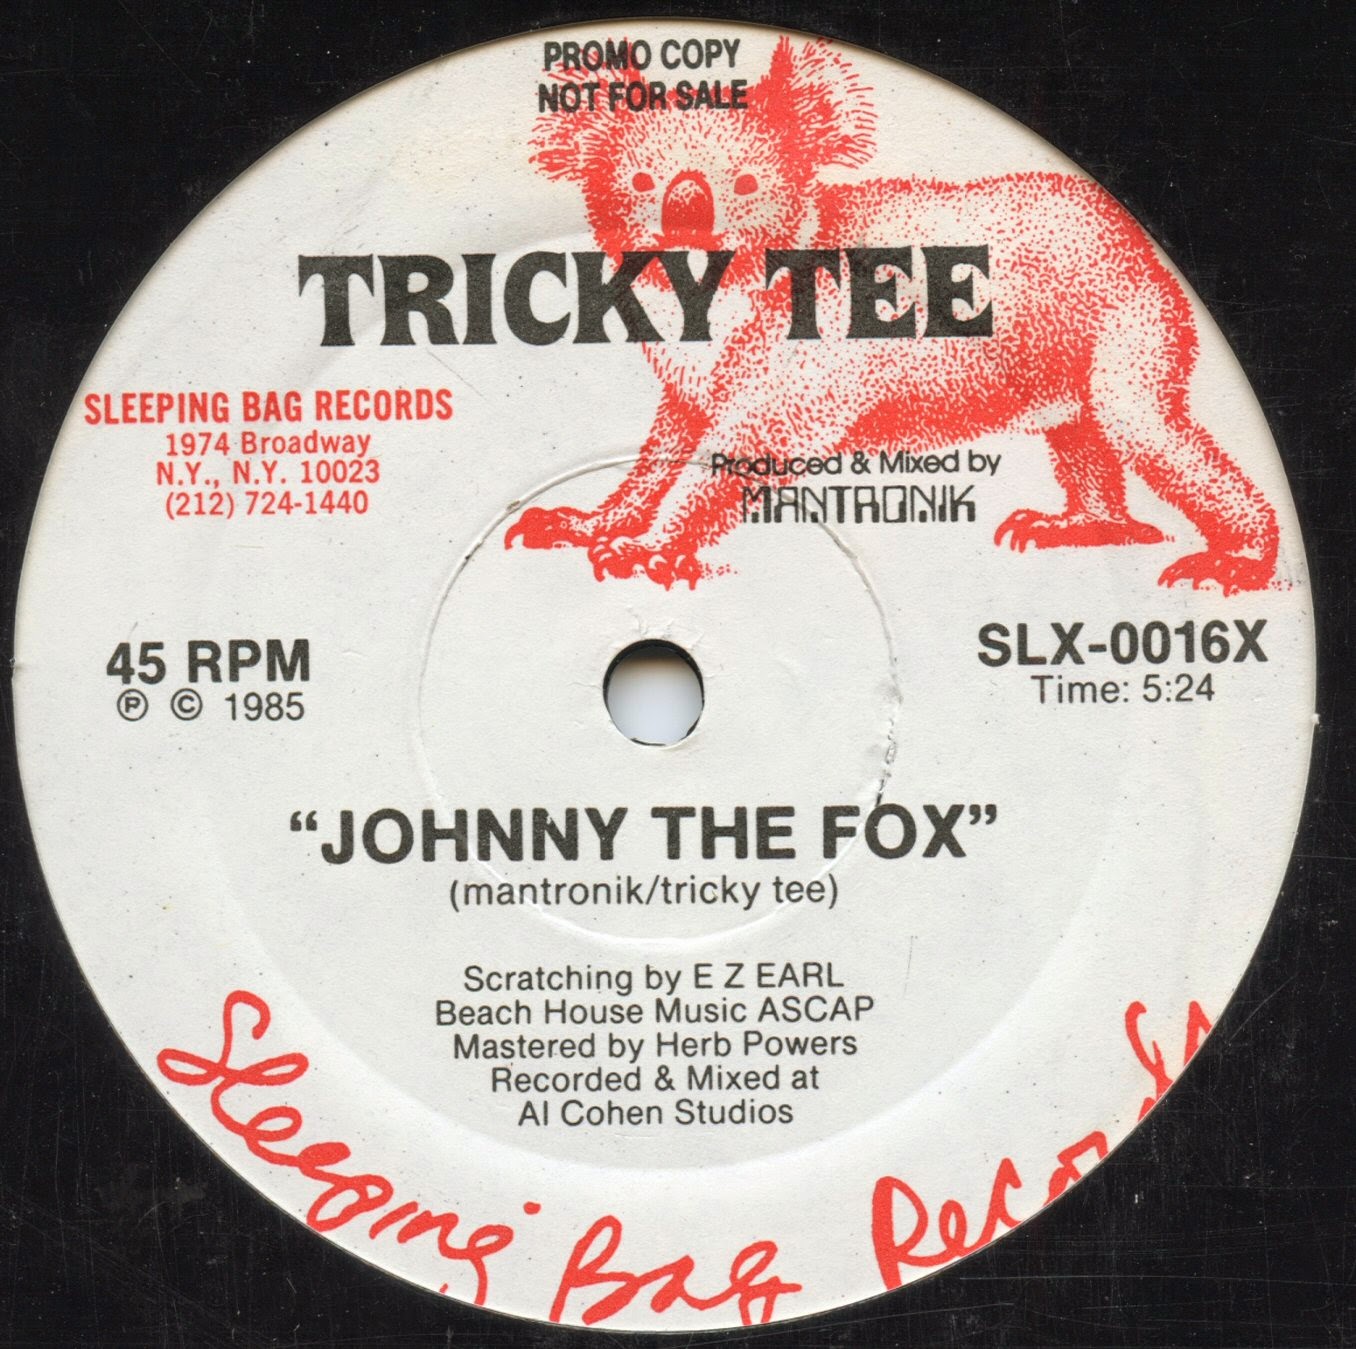 PROMO COPY
NOT FOR SALE
TRICKY TEE
SLEEPING BAG RECORDS
1974 Broadway
N.Y., N.Y. 10023
(212) 724-1440
Produced & Mixed by
MANTRONIK
45 RPM
℗ © 1985
SLX-0016X
Time: 5:24
“JOHNNY THE FOX”
(mantronik/tricky tee)
Scratching by E Z EARL
Beach House Music ASCAP
Mastered by Herb Powers
Recorded & Mixed at
Al Cohen Studios
Sleeping Bag Records